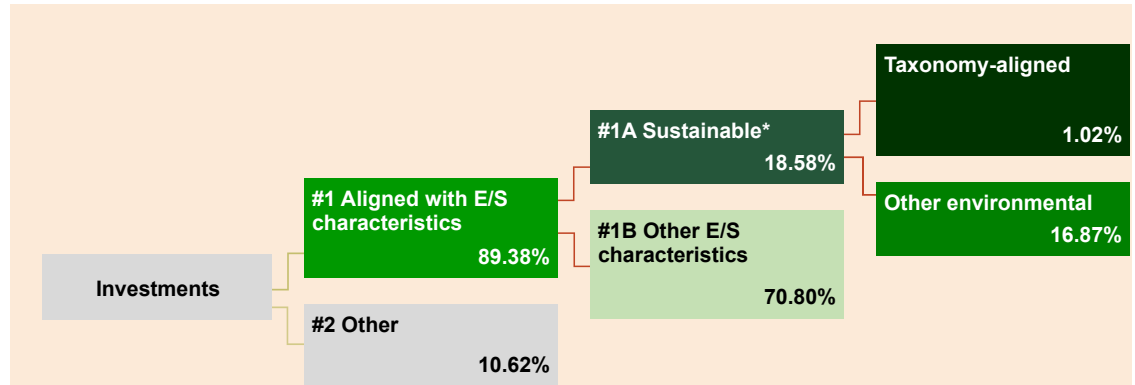 Investments
#1 Aligned with E/S
characteristics
89.38%
#2 Other
10.62%
#1A Sustainable*
18.58%
#1B Other E/S
characteristics
70.80%
Taxonomy-aligned
1.02%
Other environmental
16.87%